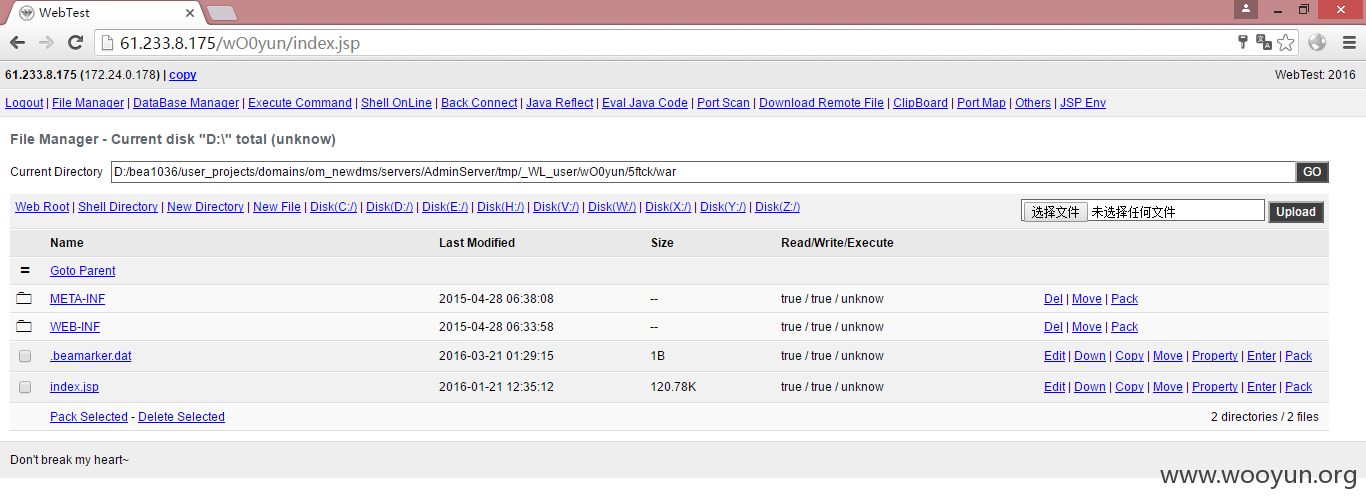 WebTest
61.233.8.175/wO0yun/index.jsp
61.233.8.175 (172.24.0.178) | copy
WebTest: 2016
Logout | File Manager | DataBase Manager | Execute Command | Shell OnLine | Back Connect | Java Reflect | Eval Java Code | Port Scan | Download Remote File | ClipBoard | Port Map | Others | JSP Env
File Manager - Current disk "D:\" total (unknow)
Current Directory D:/bea1036/user_projects/domains/om_newdms/servers/AdminServer/tmp/_WL_user/wO0yun/5ftck/war GO
Web Root | Shell Directory | New Directory | New File | Disk(C:/) | Disk(D:/) | Disk(E:/) | Disk(H:/) | Disk(V:/) | Disk(W:/) | Disk(X:/) | Disk(Y:/) | Disk(Z:/) 选择文件 未选择任何文件 Upload
Name Last Modified Size Read/Write/Execute
= Goto Parent
META-INF 2015-04-28 06:38:08 -- true / true / unknow Del | Move | Pack
WEB-INF 2015-04-28 06:33:58 -- true / true / unknow Del | Move | Pack
.beamarker.dat 2016-03-21 01:29:15 1B true / true / unknow Edit | Down | Copy | Move | Property | Enter | Pack
index.jsp 2016-01-21 12:35:12 120.78K true / true / unknow Edit | Down | Copy | Move | Property | Enter | Pack
Pack Selected - Delete Selected 2 directories / 2 files
Don't break my heart~
www.wooyun.org